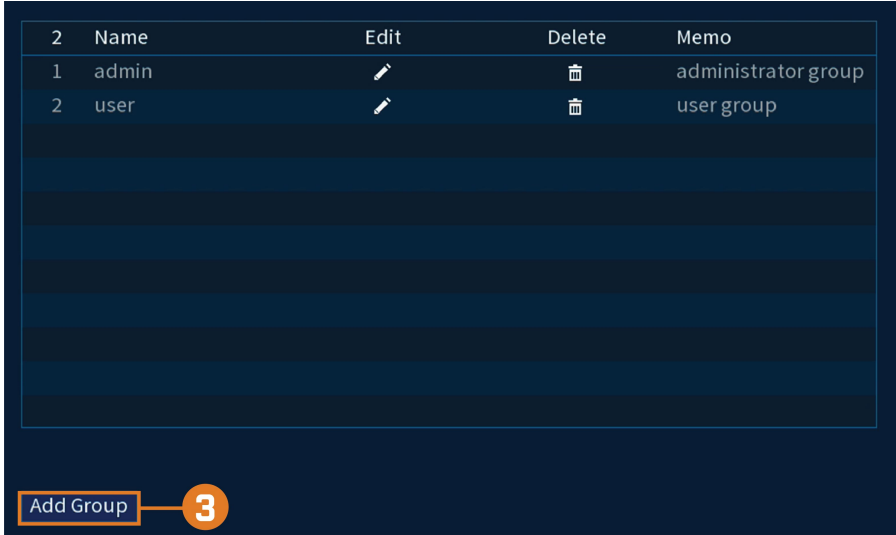 2 Name Edit Delete Memo
1 admin administrator group
2 user user group
Add Group 3